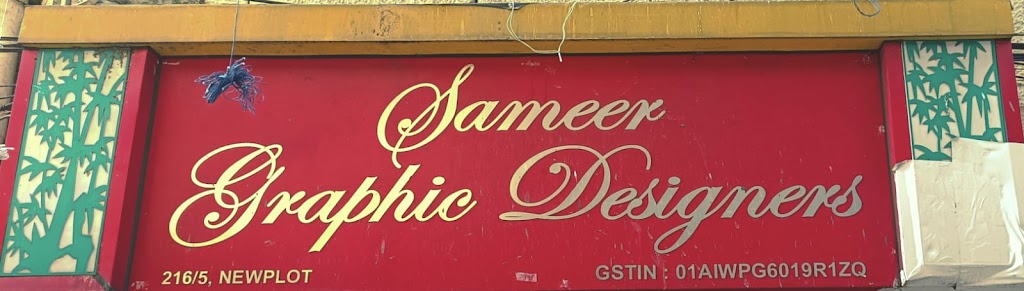 Sameer
Graphic Designers
216/5, NEWPLOT
GSTIN : 01AIWPG6019R1ZQ